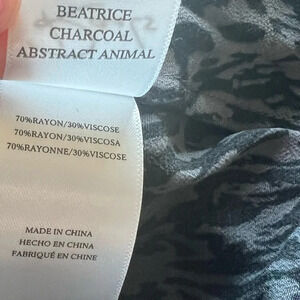 BEATRICE
CHARCOAL
ABSTRACT ANIMAL
70%RAYON/30%VISCOSE
70%RAYON/30%VISCOSA
70%RAYONNE/30%VISCOSE
MADE IN CHINA
HECHO EN CHINA
FABRIQUÉ EN CHINE